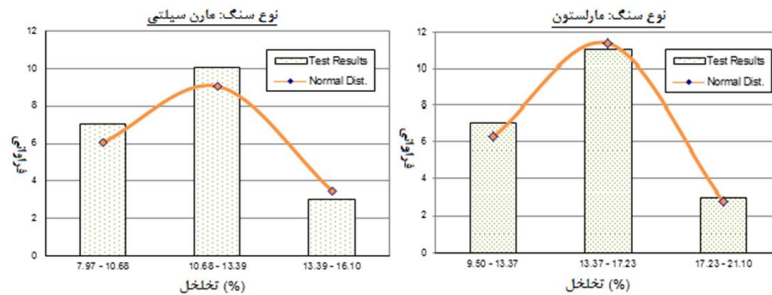 نوع سنگ: مارن سیلتی
12
10
8
6
4
2
0
فراوانی
Test Results
Normal Dist.
7.97 - 10.68
10.68 - 13.39
13.39 - 16.10
تخلخل (%)
نوع سنگ: مارلستون
12
10
8
6
4
2
0
فراوانی
Test Results
Normal Dist.
9.50 - 13.37
13.37 - 17.23
17.23 - 21.10
تخلخل (%)